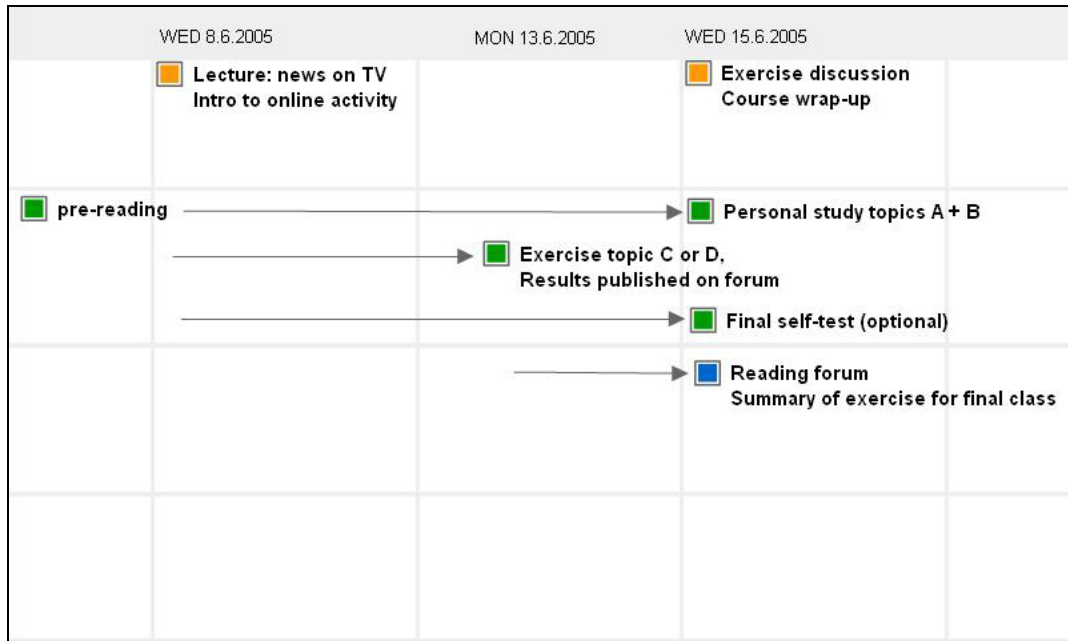 WED 8.6.2005
MON 13.6.2005
WED 15.6.2005
Lecture: news on TV
Intro to online activity
Exercise discussion
Course wrap-up
pre-reading
Personal study topics A + B
Exercise topic C or D,
Results published on forum
Final self-test (optional)
Reading forum
Summary of exercise for final class